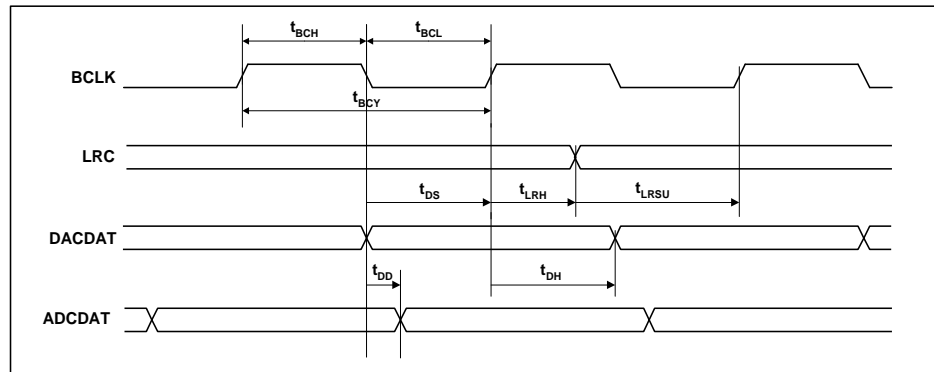 tBCH tBCL
BCLK
tBCY
LRC
tDS tLRH tLRSU
DACDAT
tDD tDH
ADCDAT